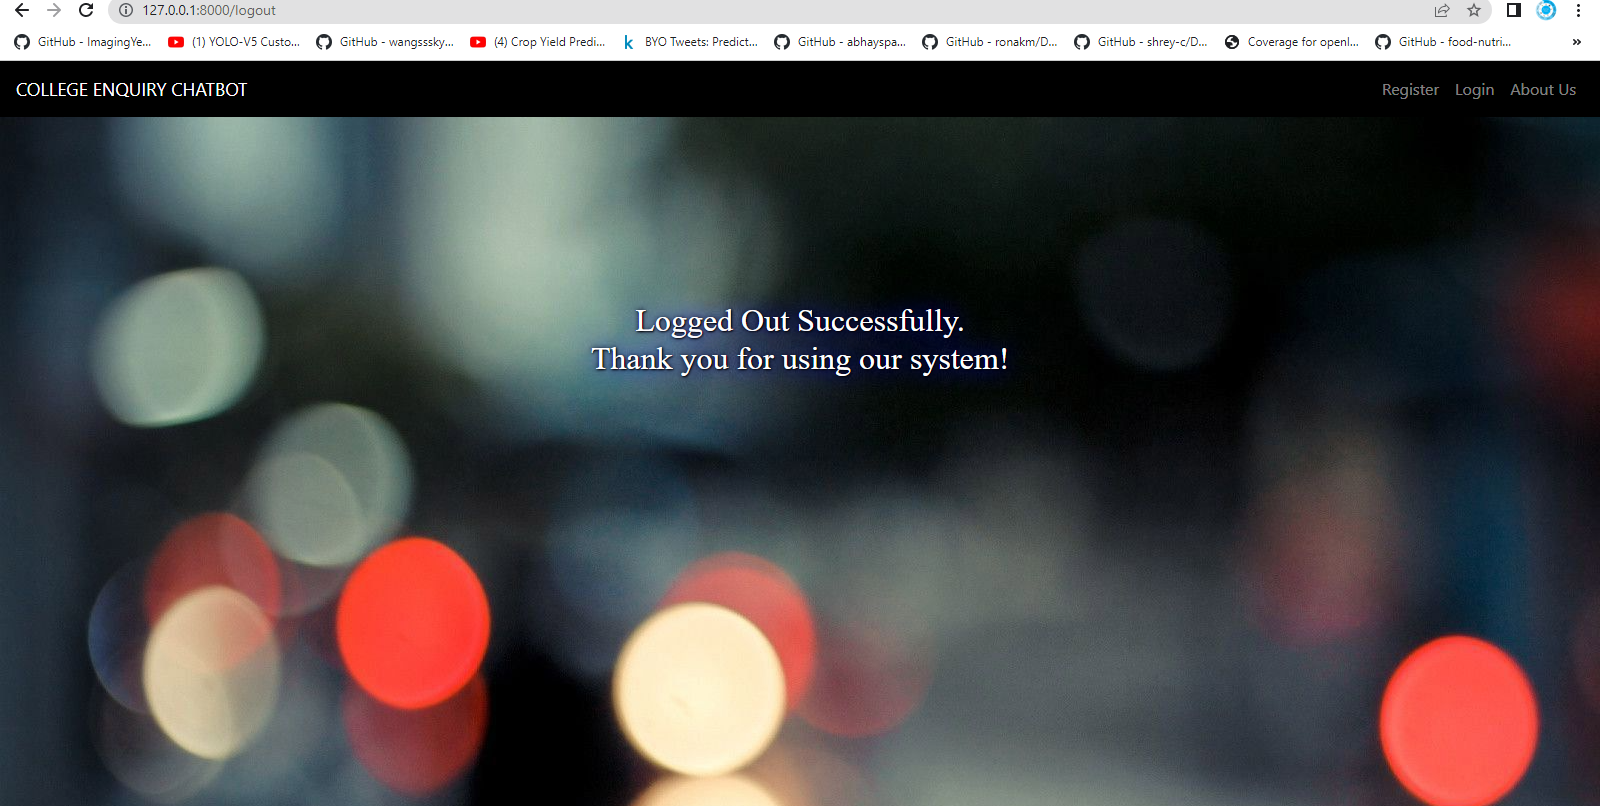 127.0.0.1:8000/logout
GitHub - ImagingYe... (1) YOLO-V5 Custo... GitHub - wangsssky... (4) Crop Yield Predi... BYO Tweets: Predict... GitHub - abhayspa... GitHub - ronakm/D... GitHub - shrey-c/D... Coverage for openI... GitHub - food-nutri... »
COLLEGE ENQUIRY CHATBOT Register Login About Us
Logged Out Successfully.
Thank you for using our system!